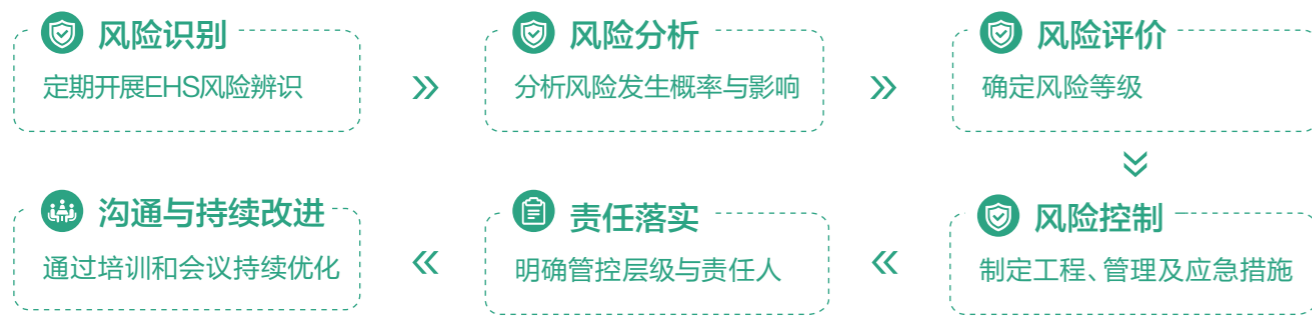 风险识别
定期开展EHS风险辨识
风险分析
分析风险发生概率与影响
风险评价
确定风险等级
风险控制
制定工程、管理及应急措施
责任落实
明确管控层级与责任人
沟通与持续改进
通过培训和会议持续优化